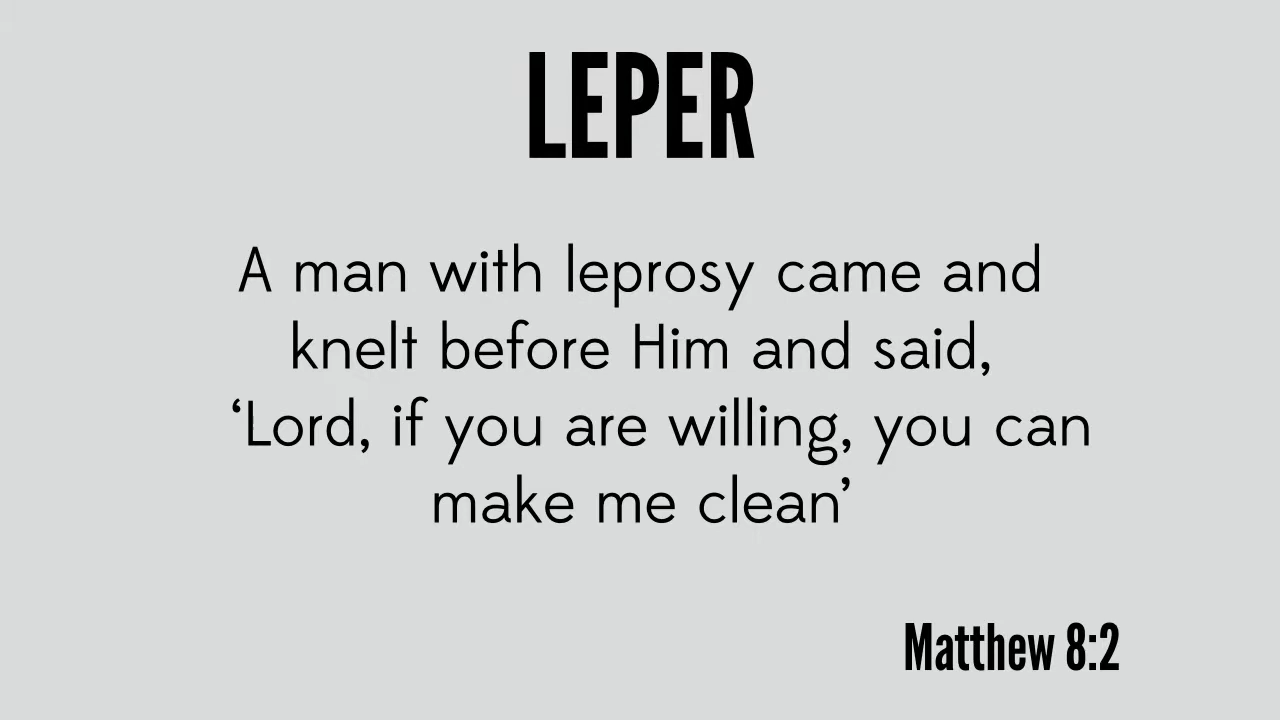 LEPER
A man with leprosy came and
knelt before Him and said,
‘Lord, if you are willing, you can
make me clean’
Matthew 8:2